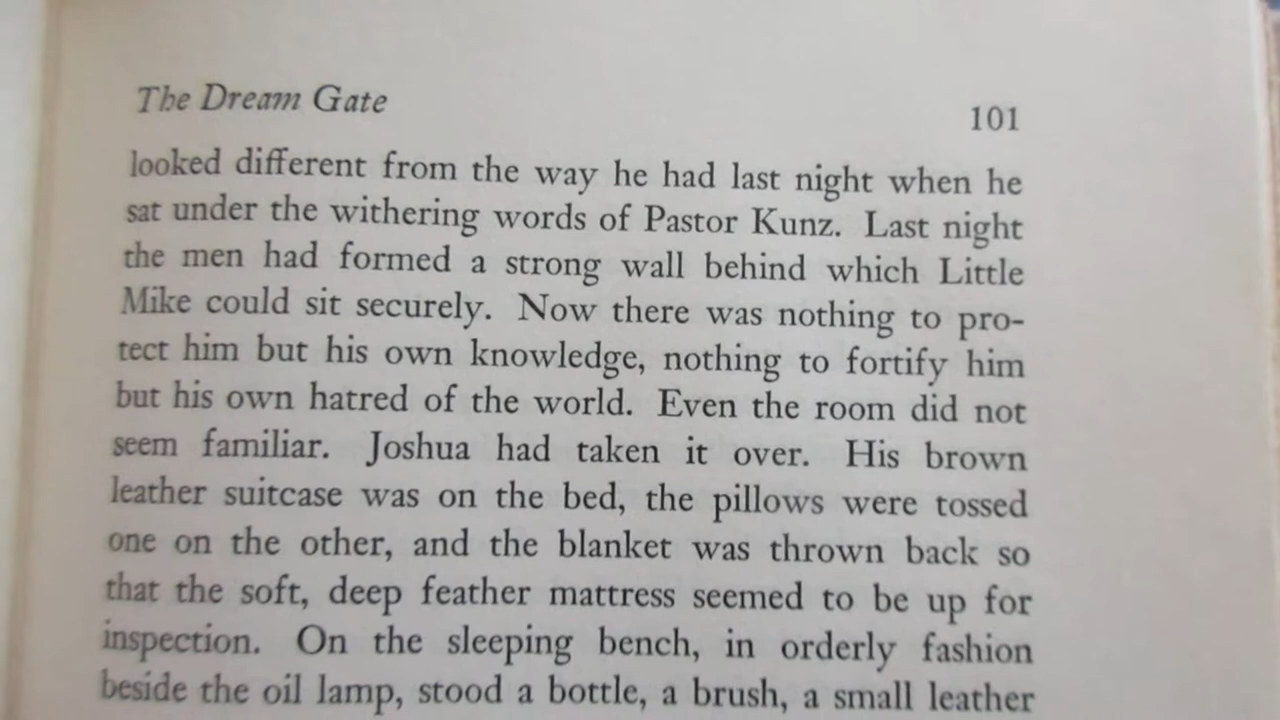 The Dream Gate
101
looked different from the way he had last night when he
sat under the withering words of Pastor Kunz. Last night
the men had formed a strong wall behind which Little
Mike could sit securely. Now there was nothing to pro-
tect him but his own knowledge, nothing to fortify him
but his own hatred of the world. Even the room did not
seem familiar. Joshua had taken it over. His brown
leather suitcase was on the bed, the pillows were tossed
one on the other, and the blanket was thrown back so
that the soft, deep feather mattress seemed to be up for
inspection. On the sleeping bench, in orderly fashion
beside the oil lamp, stood a bottle, a brush, a small leather